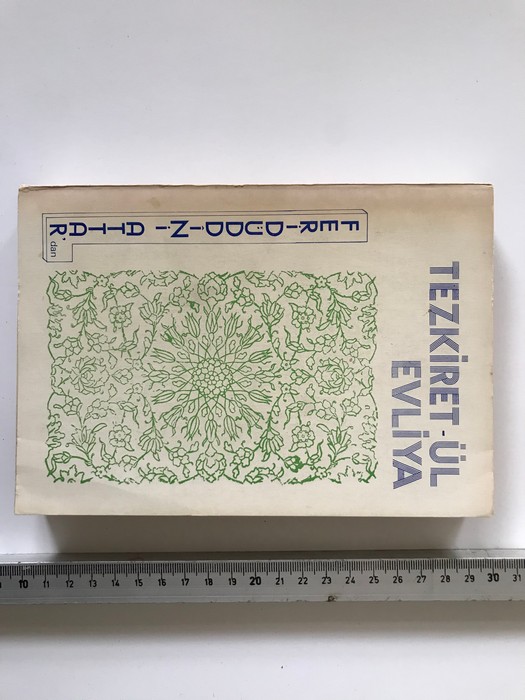 TEZKİRET-ÜL
EVLİYA
FERİDÜDDİNİ ATTAR'dan
10 11 12 13 14 15 16 17 18 19 20 21 22 23 24 25 26 27 28 29 30 31